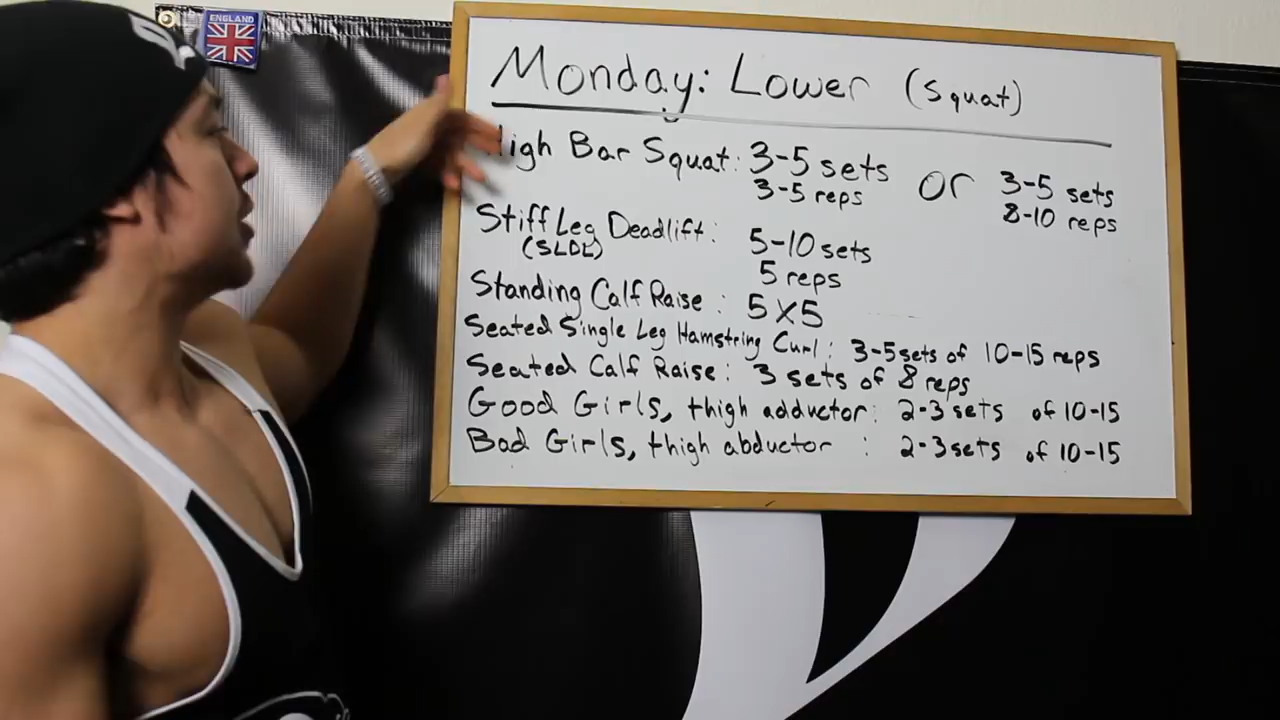 ENGLAND
Monday: Lower (Squat)
High Bar Squat: 3-5 sets or 3-5 sets
3-5 reps 8-10 reps
Stiff Leg Deadlift: 5-10 sets
(SLDL) 5 reps
Standing Calf Raise: 5X5
Seated Single Leg Hamstring Curl: 3-5 sets of 10-15 reps
Seated Calf Raise: 3 sets of 8 reps
Good Girls, thigh adductor: 2-3 sets of 10-15
Bad Girls, thigh abductor: 2-3 sets of 10-15